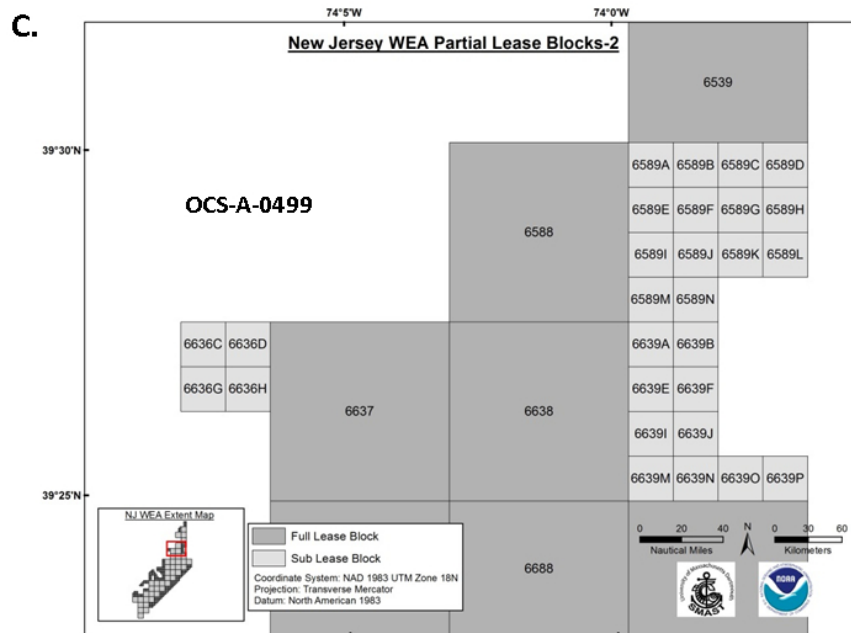 C.
74°5'W
74°0'W
New Jersey WEA Partial Lease Blocks-2
6539
39°30'N
6589A 6589B 6589C 6589D
OCS-A-0499
6589E 6589F 6589G 6589H
6588
6589I 6589J 6589K 6589L
6589M 6589N
6636C 6636D
6639A 6639B
6636G 6636H
6639E 6639F
6637
6638
6639I 6639J
6639M 6639N 6639O 6639P
39°25'N
NJ WEA Extent Map
Full Lease Block
Sub Lease Block
Coordinate System: NAD 1983 UTM Zone 18N
Projection: Transverse Mercator
Datum: North American 1983
6688
0 20 40
Nautical Miles
N
0 30 60
Kilometers
SMAST
NOAA